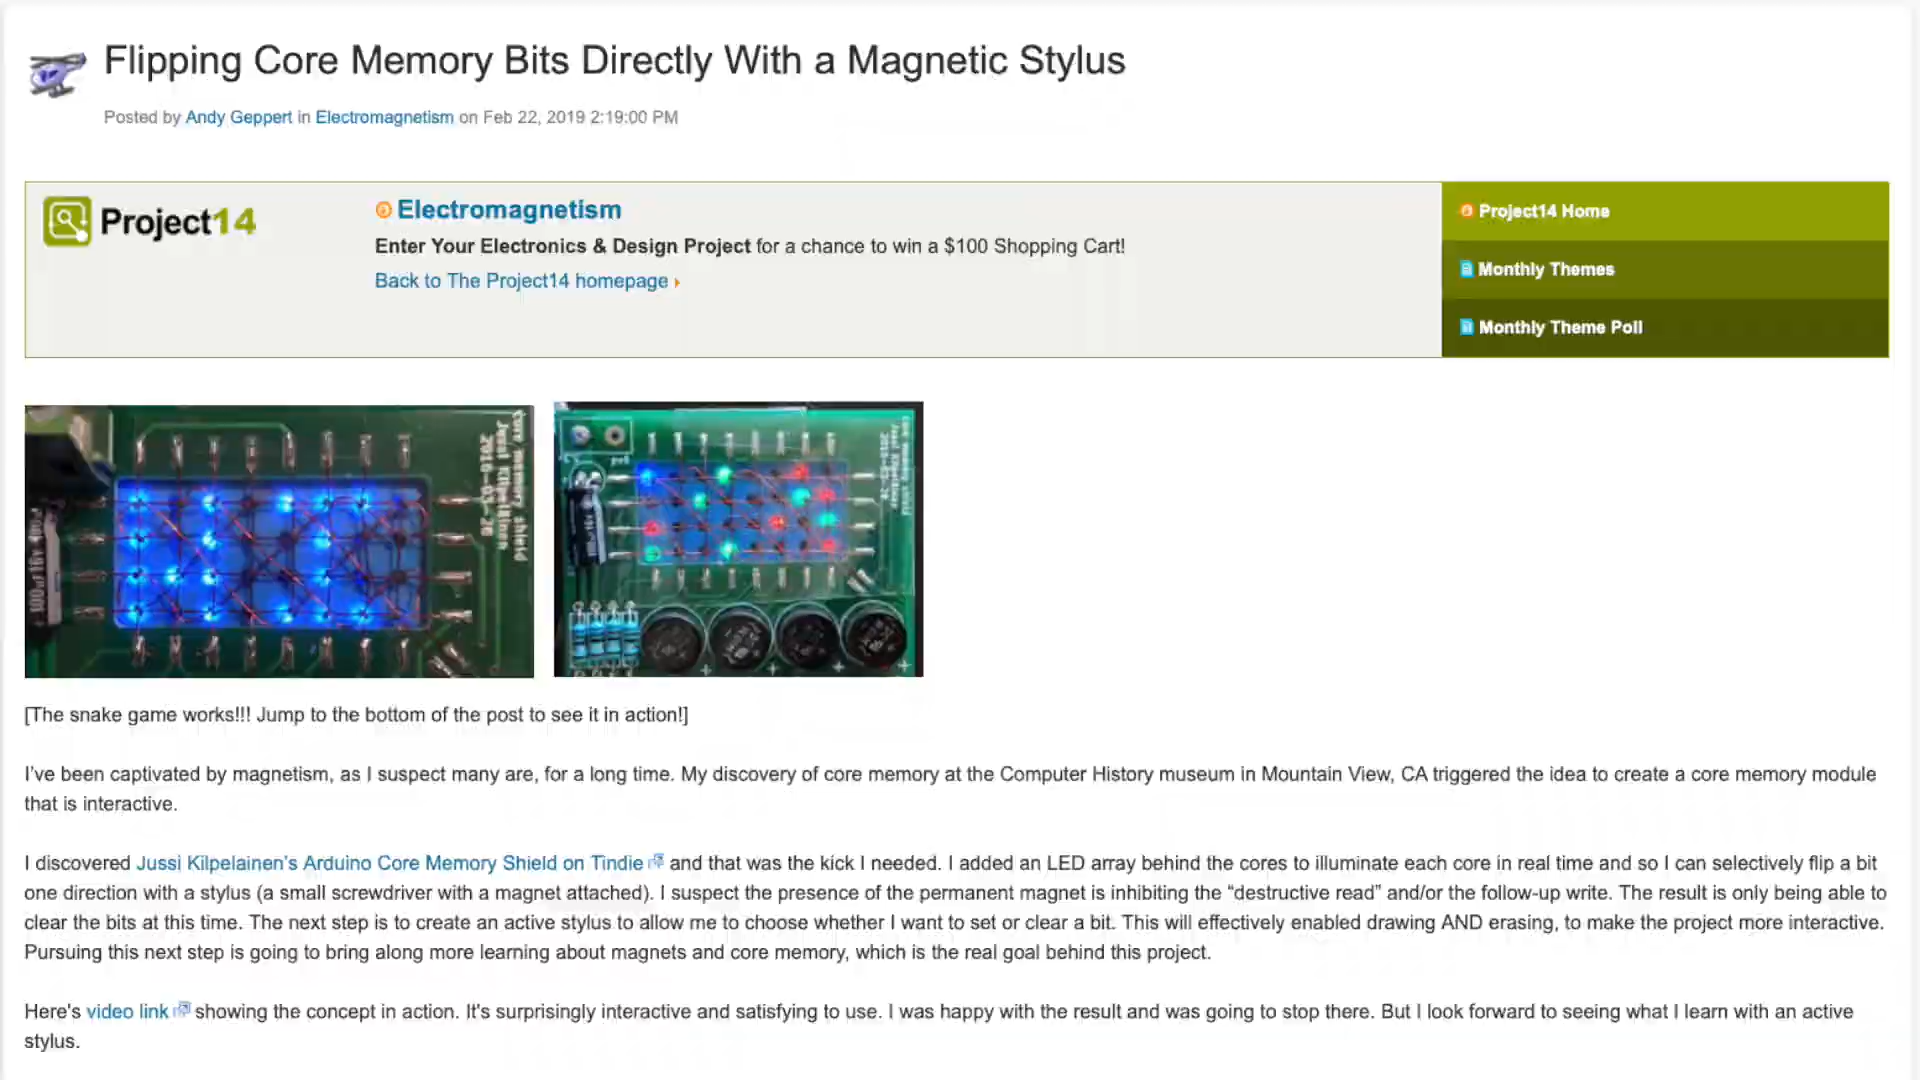 Flipping Core Memory Bits Directly With a Magnetic Stylus
Posted by Andy Geppert in Electromagnetism on Feb 22, 2019 2:19:00 PM
Project14
Electromagnetism
Enter Your Electronics & Design Project for a chance to win a $100 Shopping Cart!
Back to The Project14 homepage
Project14 Home
Monthly Themes
Monthly Theme Poll
[The snake game works!!! Jump to the bottom of the post to see it in action!]
I've been captivated by magnetism, as I suspect many are, for a long time. My discovery of core memory at the Computer History museum in Mountain View, CA triggered the idea to create a core memory module
that is interactive.
I discovered Jussi Kilpelainen's Arduino Core Memory Shield on Tindie and that was the kick I needed. I added an LED array behind the cores to illuminate each core in real time and so I can selectively flip a bit
one direction with a stylus (a small screwdriver with a magnet attached). I suspect the presence of the permanent magnet is inhibiting the “destructive read” and/or the follow-up write. The result is only being able to
clear the bits at this time. The next step is to create an active stylus to allow me to choose whether I want to set or clear a bit. This will effectively enabled drawing AND erasing, to make the project more interactive.
Pursuing this next step is going to bring along more learning about magnets and core memory, which is the real goal behind this project.
Here's video link showing the concept in action. It's surprisingly interactive and satisfying to use. I was happy with the result and was going to stop there. But I look forward to seeing what I learn with an active
stylus.